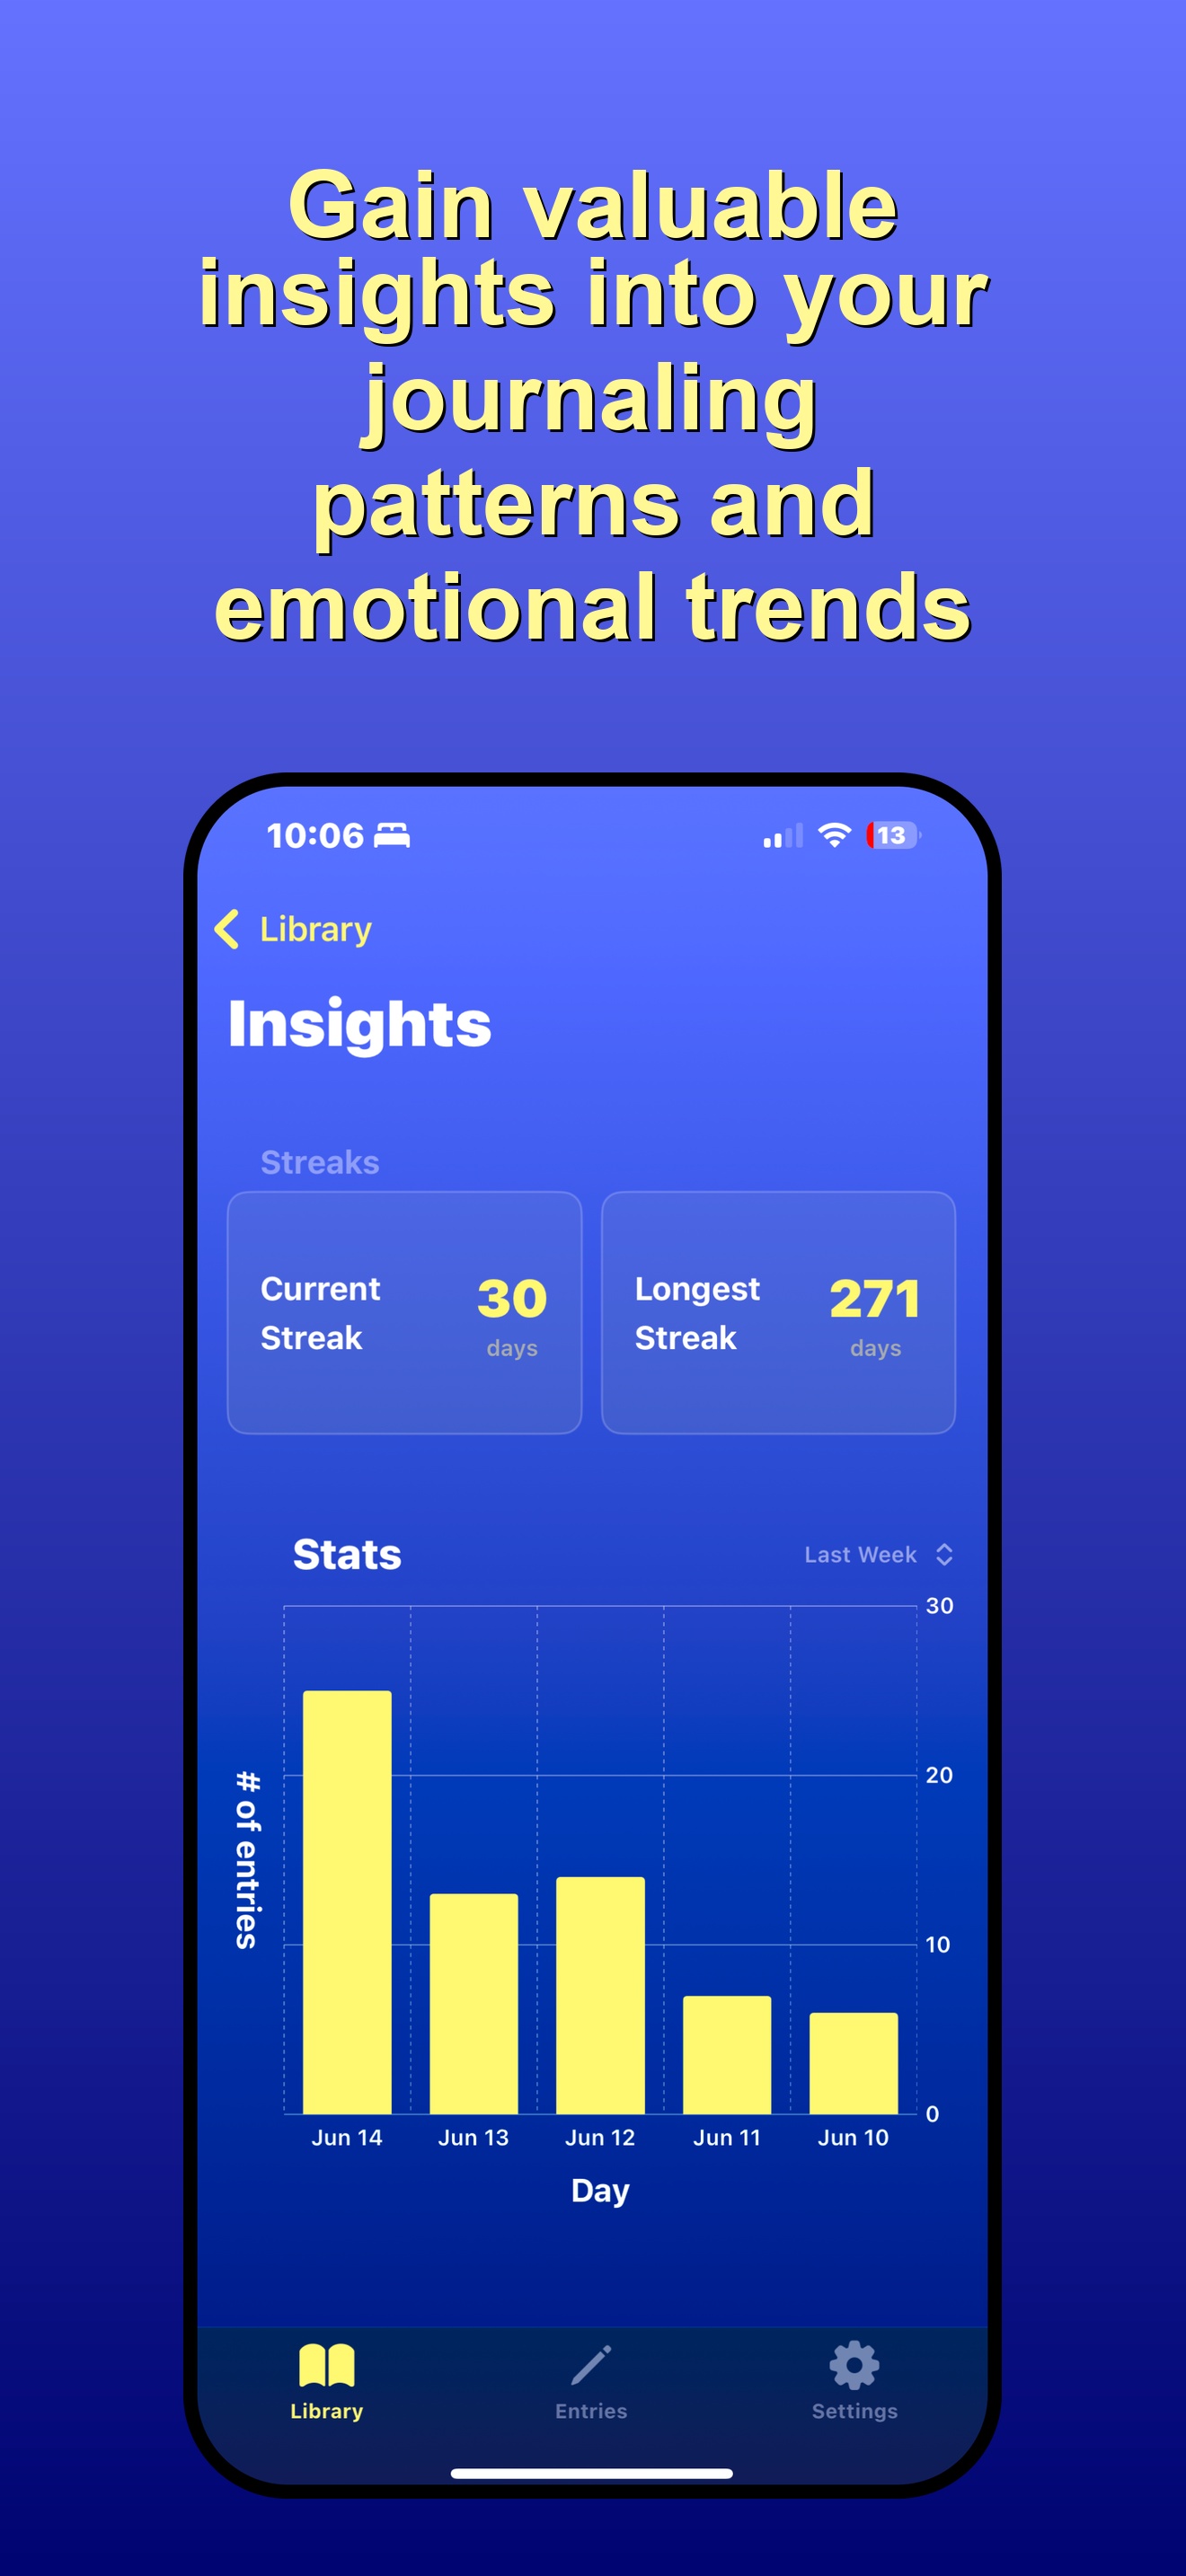 Gain valuable
insights into your
journaling
patterns and
emotional trends
10:06
13
Library
Insights
Streaks
Current
Streak
30
days
Longest
Streak
271
days
Stats
Last Week
30
20
10
0
# of entries
Jun 14 Jun 13 Jun 12 Jun 11 Jun 10
Day
Library Entries Settings